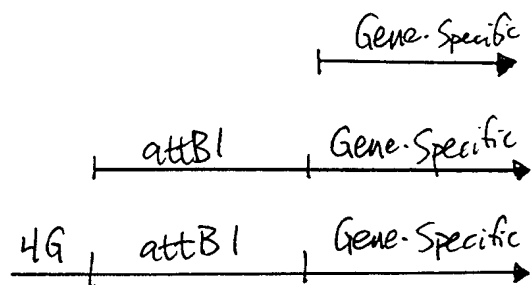 Gene-Specific
attB1 Gene-Specific
4G attB1 Gene-Specific